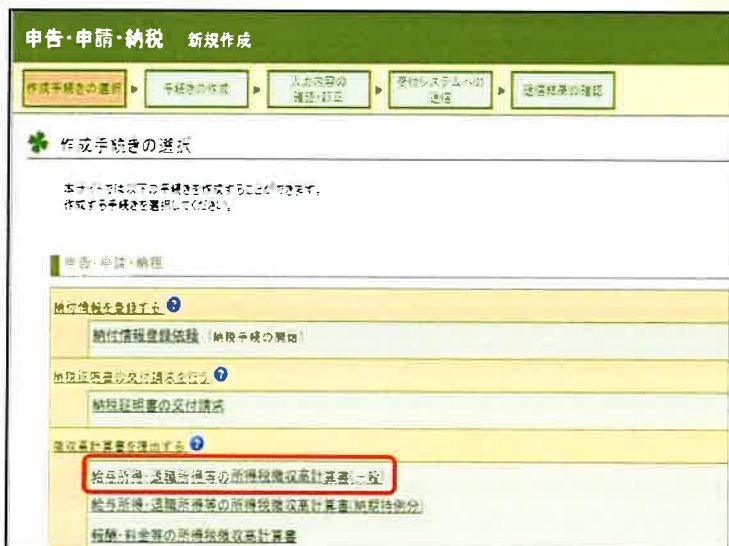 申告・申請・納税 新規作成
作成手続きの選択
手続きの作成
入力内容の
確認・訂正
受付システムへの
送信
送信結果の確認
作成手続きの選択
本サイトでは以下の手続きを作成することができます。
作成する手続きを選択してください。
申告・申請・納税
納付情報を登録する
納付情報登録依頼 (納税手続の開始)
納税証明書の交付請求を行う
納税証明書の交付請求
徴収高計算書を提出する
給与所得・退職所得等の所得税徴収高計算書(一般)
給与所得・退職所得等の所得税徴収高計算書(納期特例分)
報酬・料金等の所得税徴収高計算書